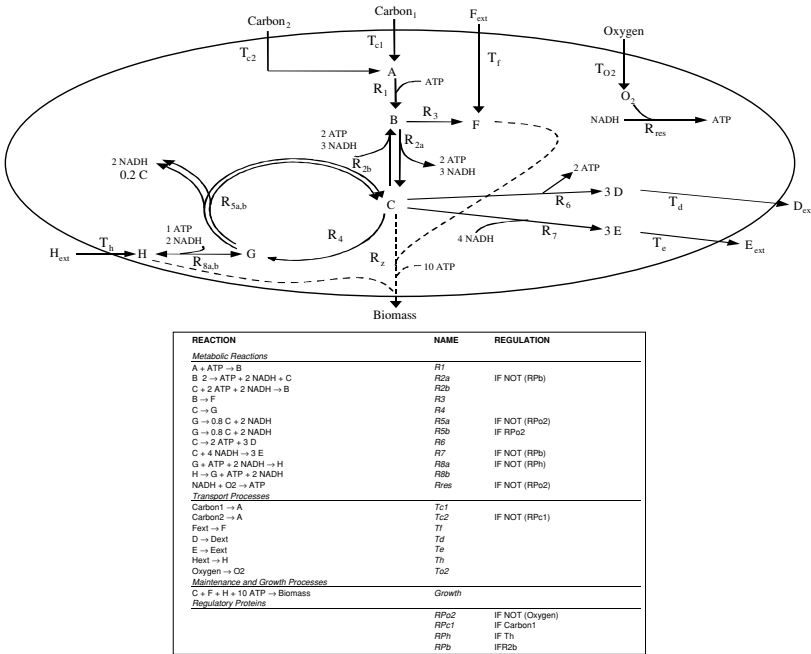 Carbon2
Carbon1
Fext
Oxygen
Tc2
Tc1
Tf
TO2
A
R1
ATP
O2
B
R3
F
NADH
ATP
Rres
2 ATP
3 NADH
R2b
R2a
2 ATP
3 NADH
2 NADH
0.2 C
R5a,b
C
2 ATP
R6
3 D
Td
Dex
R4
1 ATP
2 NADH
4 NADH
R7
3 E
Te
Eext
Hext
Th
H
R8a,b
G
Rz
10 ATP
Biomass
REACTION NAME REGULATION
Metabolic Reactions
A + ATP → B R1
B 2 → ATP + 2 NADH + C R2a IF NOT (RPb)
C + 2 ATP + 2 NADH → B R2b
B → F R3
C → G R4
G → 0.8 C + 2 NADH R5a IF NOT (RPo2)
G → 0.8 C + 2 NADH R5b IF RPo2
C → 2 ATP + 3 D R6
C + 4 NADH → 3 E R7 IF NOT (RPb)
G + ATP + 2 NADH → H R8a IF NOT (RPh)
H → G + ATP + 2 NADH R8b
NADH + O2 → ATP Rres IF NOT (RPo2)
Transport Processes
Carbon1 → A Tc1
Carbon2 → A Tc2 IF NOT (RPc1)
Fext → F Tf
D → Dext Td
E → Eext Te
Hext → H Th
Oxygen → O2 To2
Maintenance and Growth Processes
C + F + H + 10 ATP → Biomass Growth
Regulatory Proteins
RPo2 IF NOT (Oxygen)
RPc1 IF Carbon1
RPh IF Th
RPb IFR2b